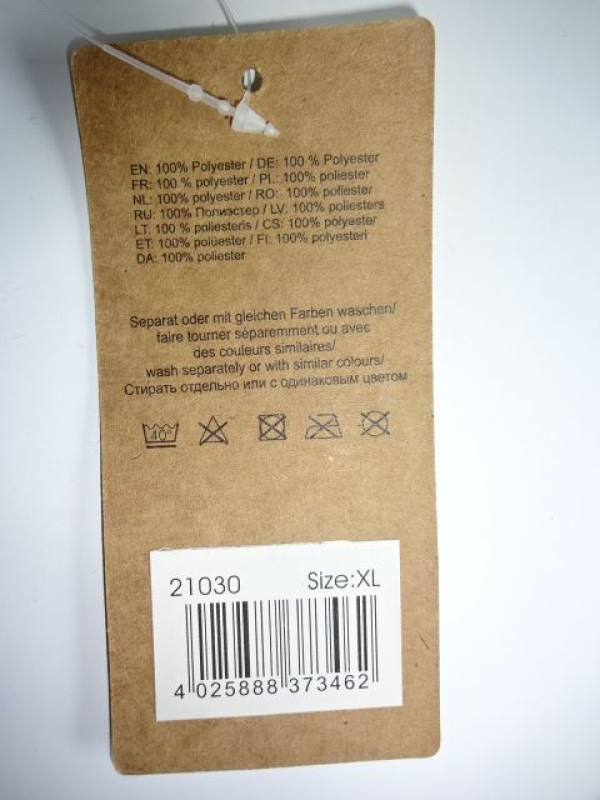 EN: 100% Polyester / DE: 100 % Polyester
FR: 100 % polyester / PL: 100% poliester
NL: 100% polyester / RO: 100% poliester
RU: 100% Полиэстер / LV: 100% poliesters
LT: 100 % poliesteris / CS: 100% polyester
ET: 100% polüester / FI: 100% polyesteri
DA: 100% poliester
Separat oder mit gleichen Farben waschen/
faire tourner séparemment ou avec
des couleurs similaires/
wash separately or with similar colours/
Стирать отдельно или с одинаковым цветом
40°
21030 Size:XL
4 025888 373462